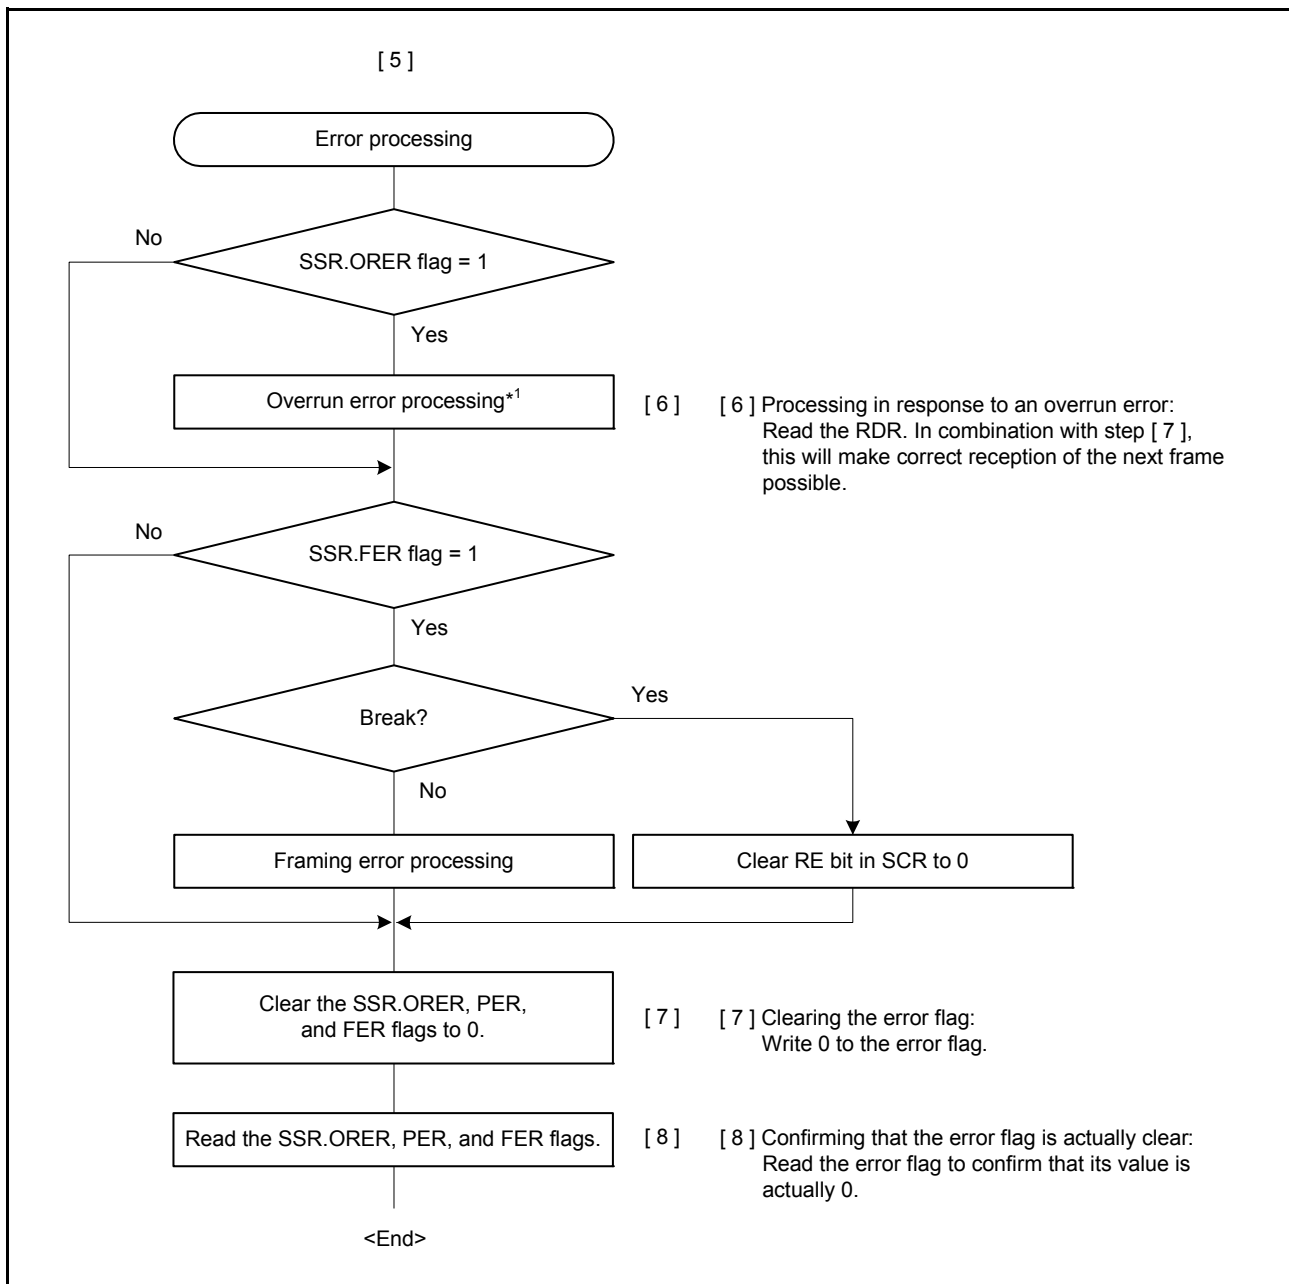 [ 5 ]
Error processing
No
SSR.ORER flag = 1
Yes
Overrun error processing*1
[ 6 ]
[ 6 ] Processing in response to an overrun error:
Read the RDR. In combination with step [ 7 ],
this will make correct reception of the next frame
possible.
No
SSR.FER flag = 1
Yes
Break?
Yes
No
Framing error processing
Clear RE bit in SCR to 0
Clear the SSR.ORER, PER,
and FER flags to 0.
[ 7 ]
[ 7 ] Clearing the error flag:
Write 0 to the error flag.
Read the SSR.ORER, PER, and FER flags.
[ 8 ]
[ 8 ] Confirming that the error flag is actually clear:
Read the error flag to confirm that its value is
actually 0.
<End>